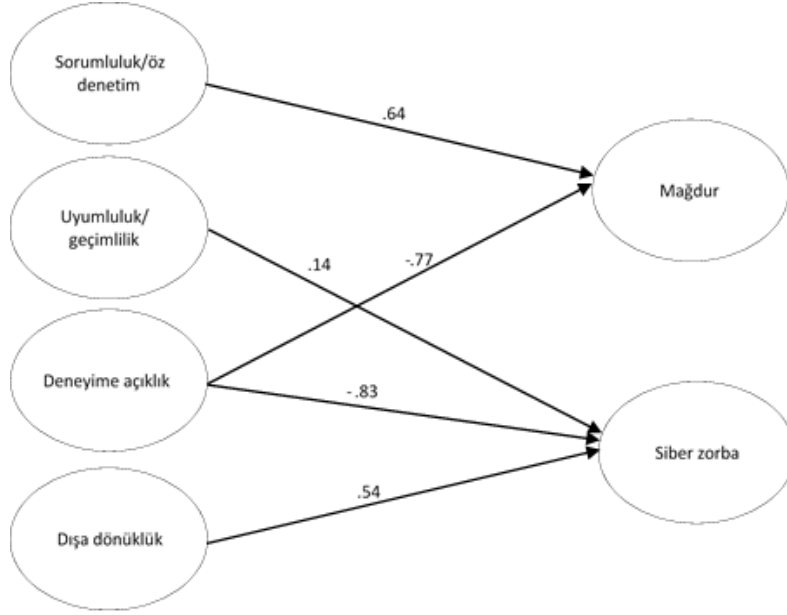 Sorumluluk/öz
denetim
.64
Mağdur
Uyumluluk/
geçimlilik
.14
-.77
Deneyime açıklık
- .83
Siber zorba
.54
Dışa dönüklük